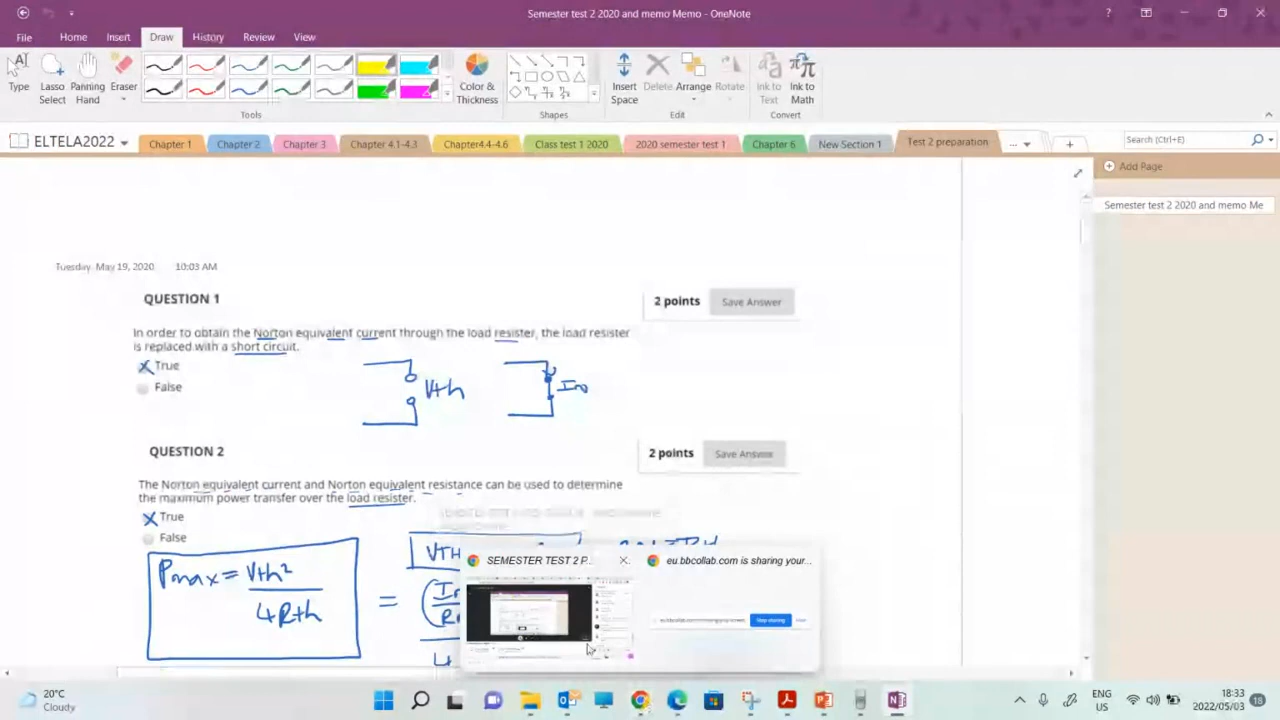 Semester test 2 2020 and memo Memo - OneNote
File Home Insert Draw History Review View
Type Lasso Select Panning Hand Eraser Color & Thickness Insert Space Delete Arrange Rotate Ink to Text Ink to Math
Tools Shapes Edit Convert
ELTELA2022 Chapter 1 Chapter 2 Chapter 3 Chapter 4.1-4.3 Chapter4.4-4.6 Class test 1 2020 2020 semester test 1 Chapter 6 New Section 1 Test 2 preparation ... + Search (Ctrl+E)
Add Page
Semester test 2 2020 and memo Me
Tuesday, May 19, 2020 10:03 AM
QUESTION 1
2 points Save Answer
In order to obtain the Norton equivalent current through the load resister, the load resister
is replaced with a short circuit.
True
False
Vth In
QUESTION 2
2 points Save Answer
The Norton equivalent current and Norton equivalent resistance can be used to determine
the maximum power transfer over the load resister.
True
False
Pmax = Vth²
4Rth
=
VTH
SEMESTER TEST 2 P... eu.bbcollab.com is sharing your...
Stop sharing
20°C
Cloudy
ENG
US
18:33
2022/05/03